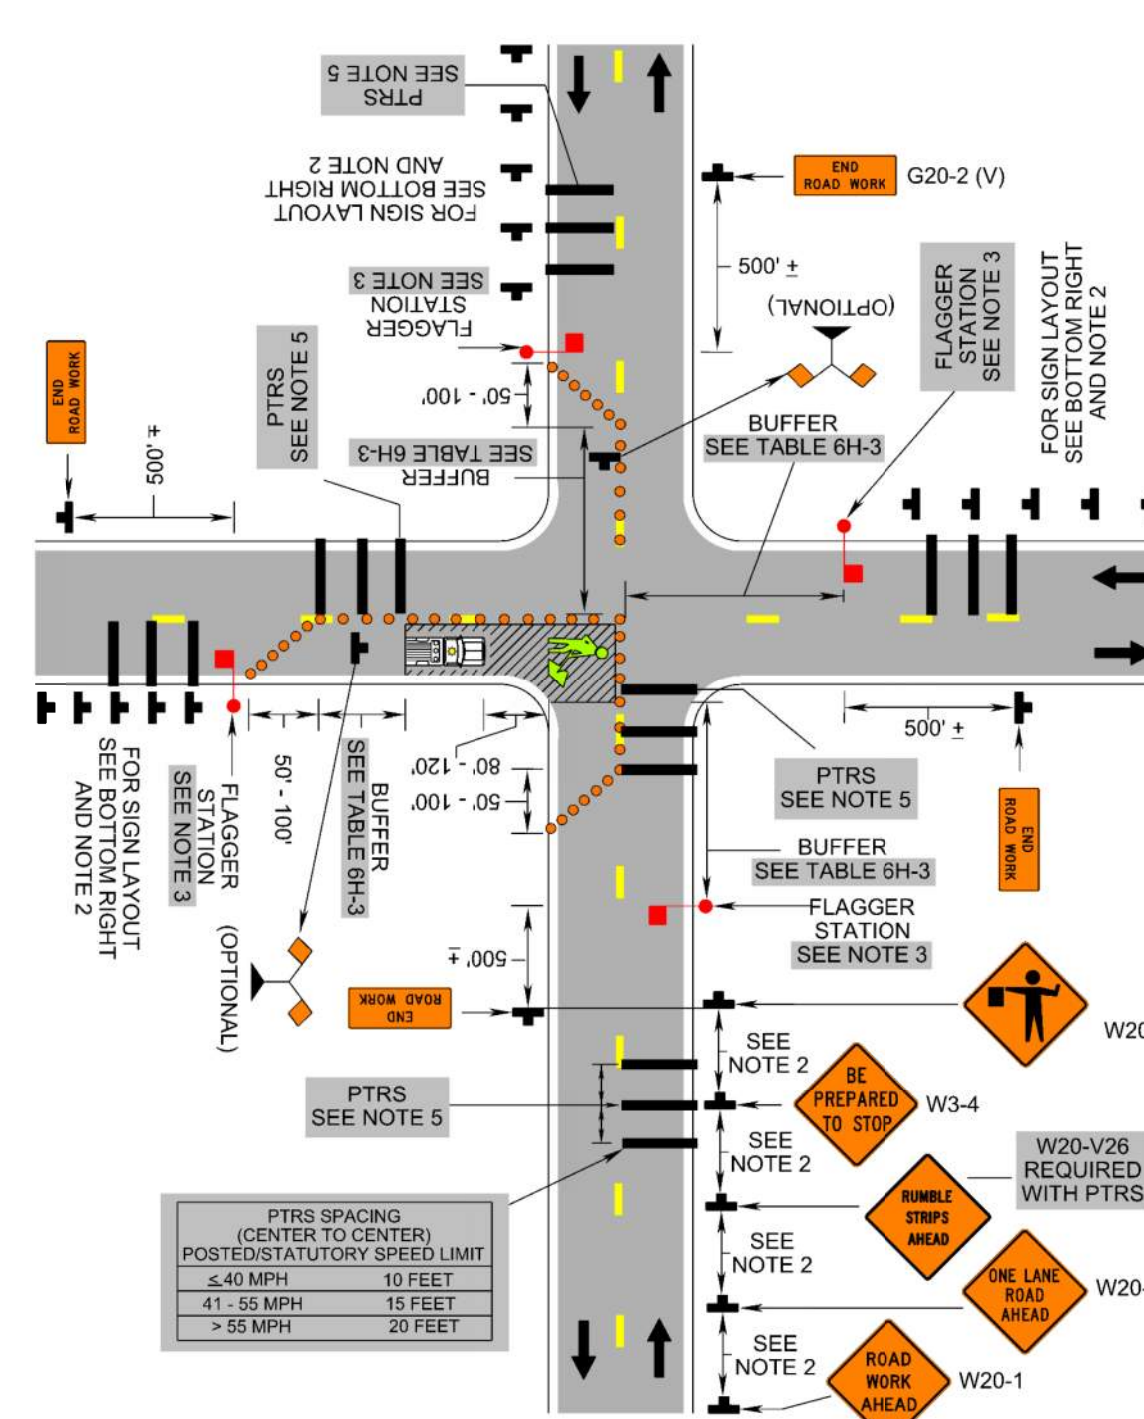 PTRS
SEE NOTE 5
FOR SIGN LAYOUT
SEE BOTTOM RIGHT
AND NOTE 2
FLAGGER
STATION
SEE NOTE 3
50' - 100'
BUFFER
SEE TABLE 6H-3
END
ROAD WORK
G20-2 (V)
500' ±
(OPTIONAL)
BUFFER
SEE TABLE 6H-3
FLAGGER
STATION
SEE NOTE 3
FOR SIGN LAYOUT
SEE BOTTOM RIGHT
AND NOTE 2
END
ROAD WORK
500' ±
PTRS
SEE NOTE 5
FOR SIGN LAYOUT
SEE BOTTOM RIGHT
AND NOTE 2
FLAGGER
STATION
SEE NOTE 3
50' - 100'
BUFFER
SEE TABLE 6H-3
(OPTIONAL)
80' - 120'
50' - 100'
500' ±
END
ROAD WORK
500' ±
END
ROAD WORK
PTRS
SEE NOTE 5
BUFFER
SEE TABLE 6H-3
FLAGGER
STATION
SEE NOTE 3
W20
SEE
NOTE 2
BE
PREPARED
TO STOP
W3-4
PTRS
SEE NOTE 5
SEE
NOTE 2
RUMBLE
STRIPS
AHEAD
W20-V26
REQUIRED
WITH PTRS
SEE
NOTE 2
ONE LANE
ROAD
AHEAD
W20-
SEE
NOTE 2
ROAD
WORK
AHEAD
W20-1
PTRS SPACING
(CENTER TO CENTER)
POSTED/STATUTORY SPEED LIMIT
≤40 MPH 10 FEET
41 - 55 MPH 15 FEET
> 55 MPH 20 FEET